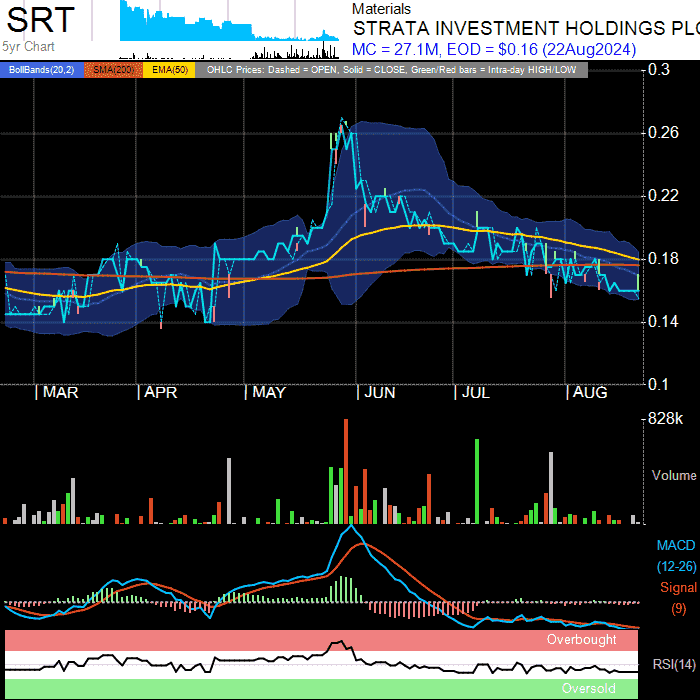 SRT
5yr Chart
Materials
STRATA INVESTMENT HOLDINGS PLC
MC = 27.1M, EOD = $0.16 (22Aug2024)
BollBands(20,2) SMA(200) EMA(50) OHLC Prices: Dashed = OPEN, Solid = CLOSE, Green/Red bars = Intra-day HIGH/LOW
0.3
0.26
0.22
0.18
0.14
0.1
| MAR | APR | MAY | JUN | JUL | AUG
828k
Volume
MACD
(12-26)
Signal
(9)
Overbought
RSI(14)
Oversold